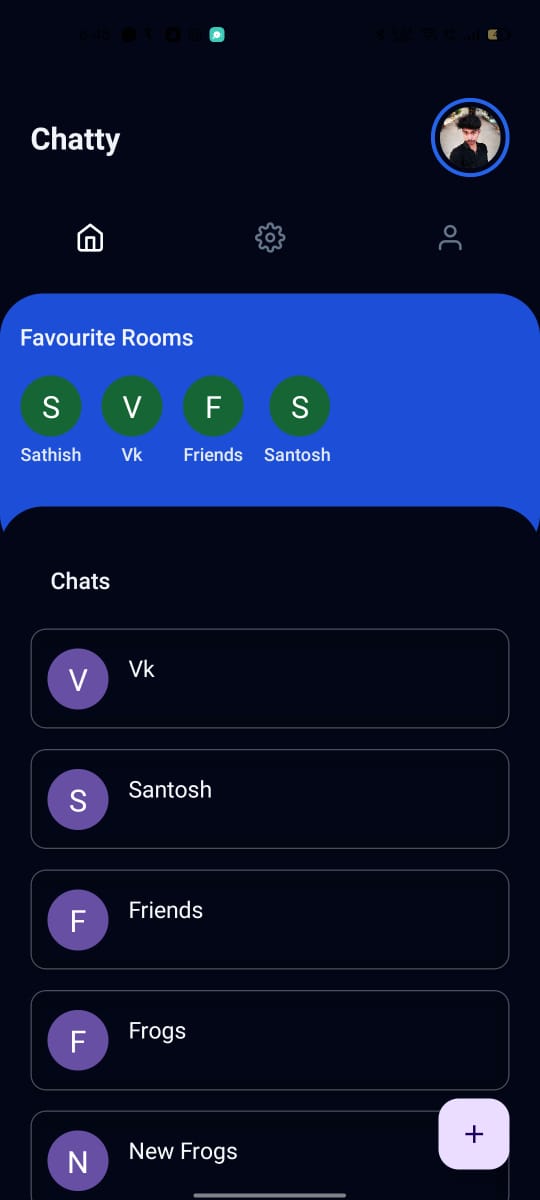 Chatty
Favourite Rooms
S V F S
Sathish Vk Friends Santosh
Chats
V Vk
S Santosh
F Friends
F Frogs
N New Frogs
+